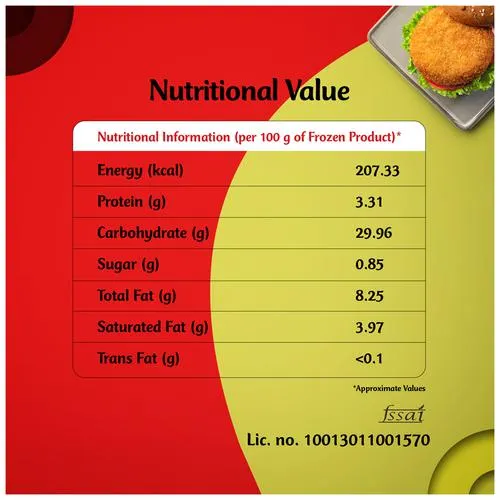 Nutritional Value
Nutritional Information (per 100 g of Frozen Product)*
Energy (kcal) 207.33
Protein (g) 3.31
Carbohydrate (g) 29.96
Sugar (g) 0.85
Total Fat (g) 8.25
Saturated Fat (g) 3.97
Trans Fat (g) <0.1
*Approximate Values
fssai
Lic. no. 10013011001570